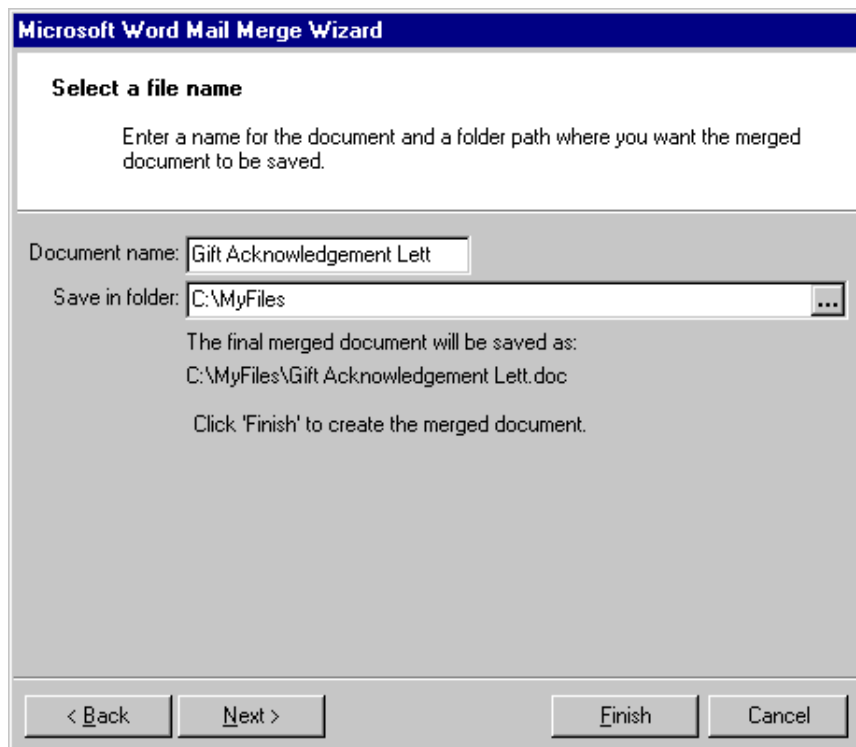 Microsoft Word Mail Merge Wizard
Select a file name
Enter a name for the document and a folder path where you want the merged
document to be saved.
Document name: Gift Acknowledgement Lett
Save in folder: C:\MyFiles ...
The final merged document will be saved as:
C:\MyFiles\Gift Acknowledgement Lett.doc
Click 'Finish' to create the merged document.
< Back Next > Finish Cancel